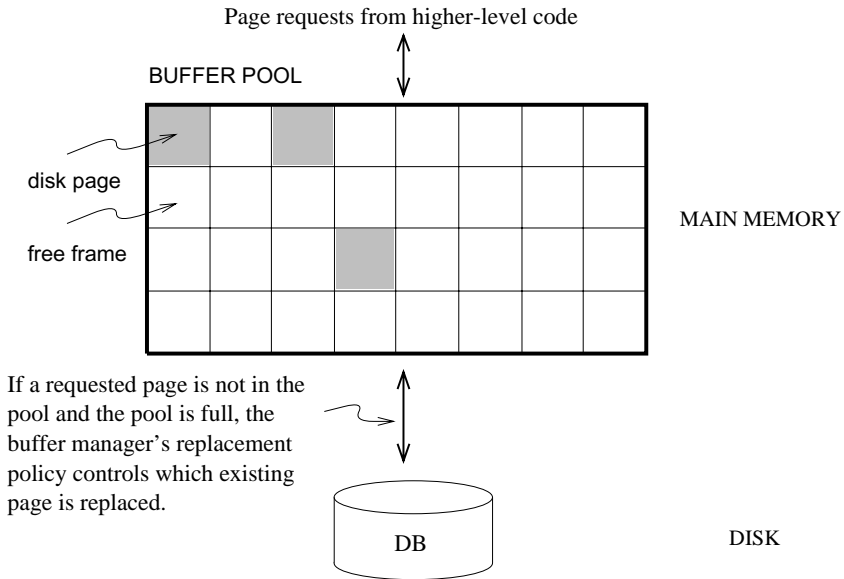 Page requests from higher-level code
BUFFER POOL
disk page
free frame
MAIN MEMORY
If a requested page is not in the
pool and the pool is full, the
buffer manager's replacement
policy controls which existing
page is replaced.
DB
DISK